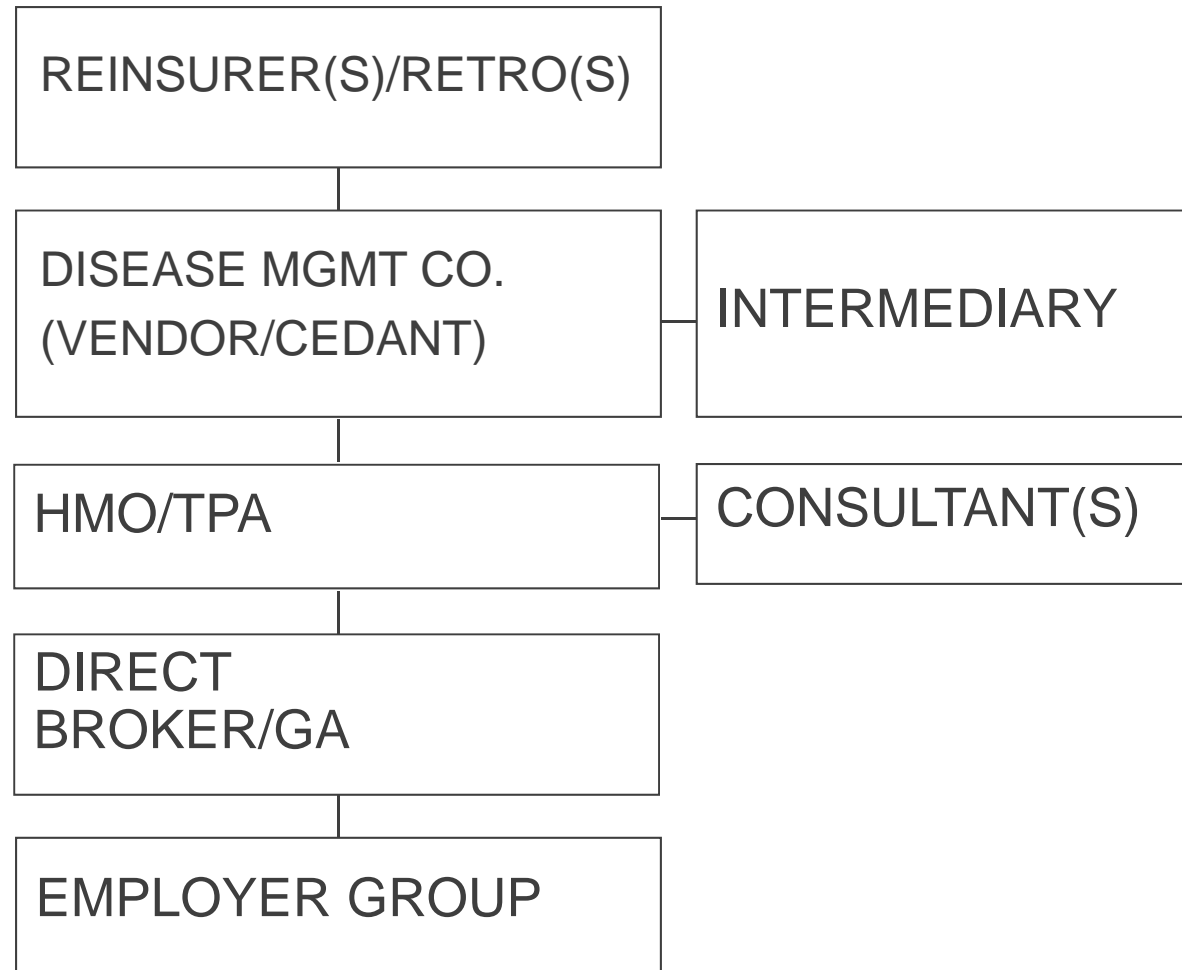 REINSURER(S)/RETRO(S)
DISEASE MGMT CO.
(VENDOR/CEDANT)
INTERMEDIARY
HMO/TPA
CONSULTANT(S)
DIRECT
BROKER/GA
EMPLOYER GROUP